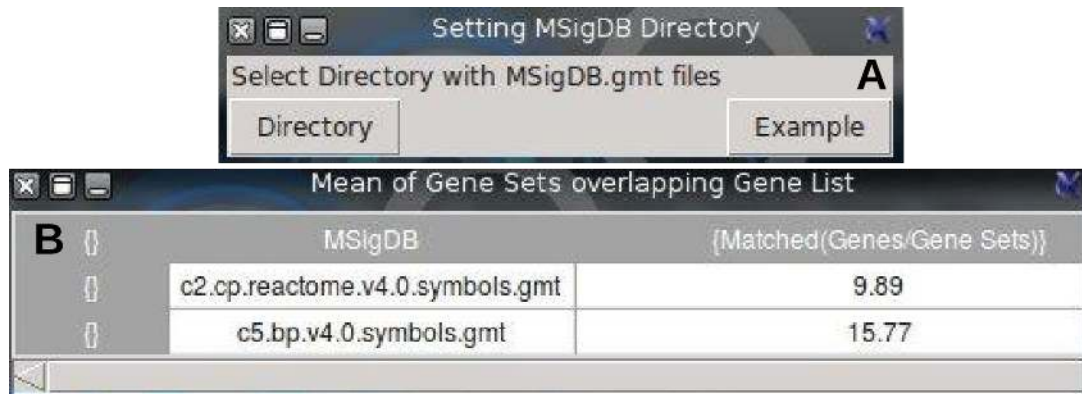 Setting MSigDB Directory
Select Directory with MSigDB.gmt files A
Directory Example
Mean of Gene Sets overlapping Gene List
B {} MSigDB {Matched(Genes/Gene Sets)}
{} c2.cp.reactome.v4.0.symbols.gmt 9.89
{} c5.bp.v4.0.symbols.gmt 15.77